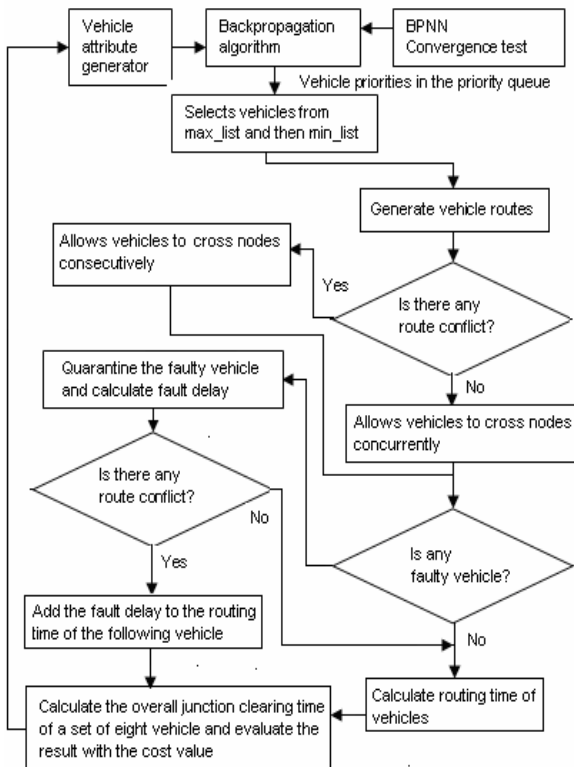 Vehicle
attribute
generator
Backpropagation
algorithm
BPNN
Convergence test
Vehicle priorities in the priority queue
Selects vehicles from
max_list and then min_list
Generate vehicle routes
Allows vehicles to cross nodes
consecutively
Yes
Is there any
route conflict?
No
Quarantine the faulty vehicle
and calculate fault delay
Allows vehicles to cross nodes
concurrently
Is there any
route conflict?
No
Yes
Is any
faulty vehicle?
Add the fault delay to the routing
time of the following vehicle
No
Calculate the overall junction clearing time
of a set of eight vehicle and evaluate the
result with the cost value
Calculate routing time of
vehicles